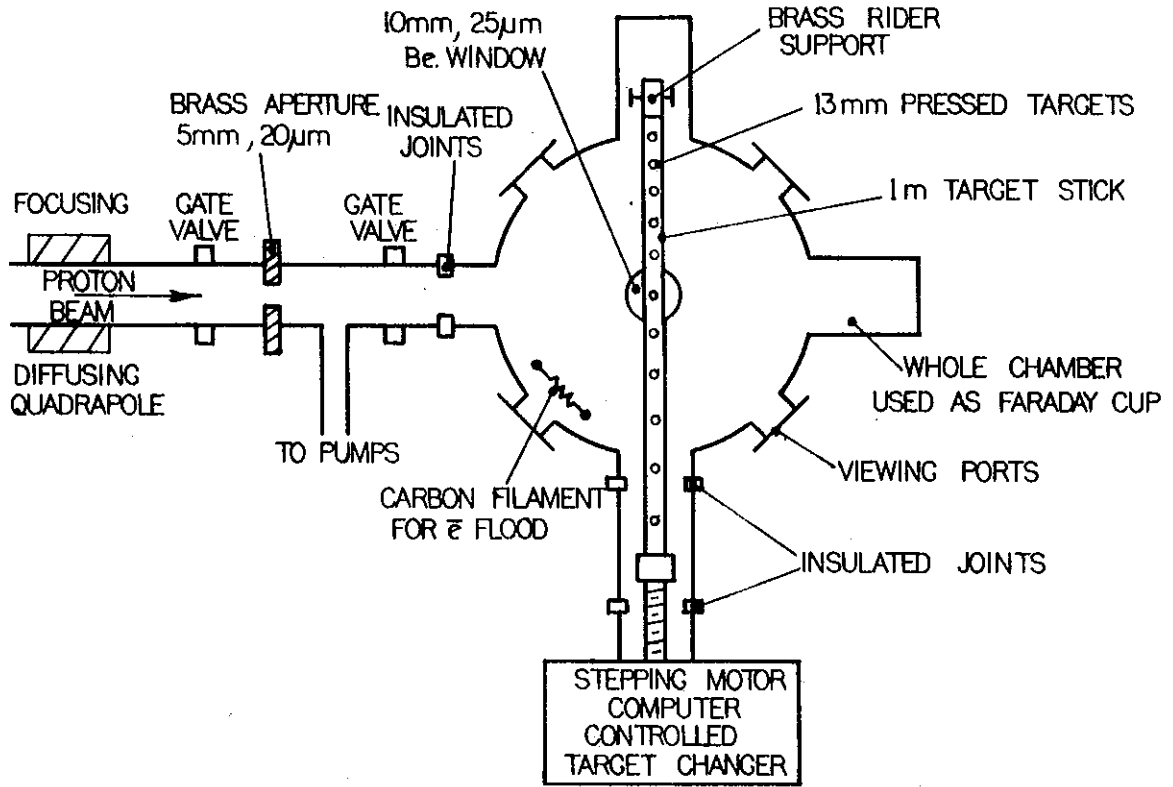 10mm, 25µm
Be. WINDOW
BRASS RIDER
SUPPORT
BRASS APERTURE
5mm, 20µm
INSULATED
JOINTS
13mm PRESSED TARGETS
1m TARGET STICK
FOCUSING
GATE
VALVE
GATE
VALVE
PROTON
BEAM
DIFFUSING
QUADRAPOLE
TO PUMPS
CARBON FILAMENT
FOR e̅ FLOOD
WHOLE CHAMBER
USED AS FARADAY CUP
VIEWING PORTS
INSULATED JOINTS
STEPPING MOTOR
COMPUTER
CONTROLLED
TARGET CHANGER